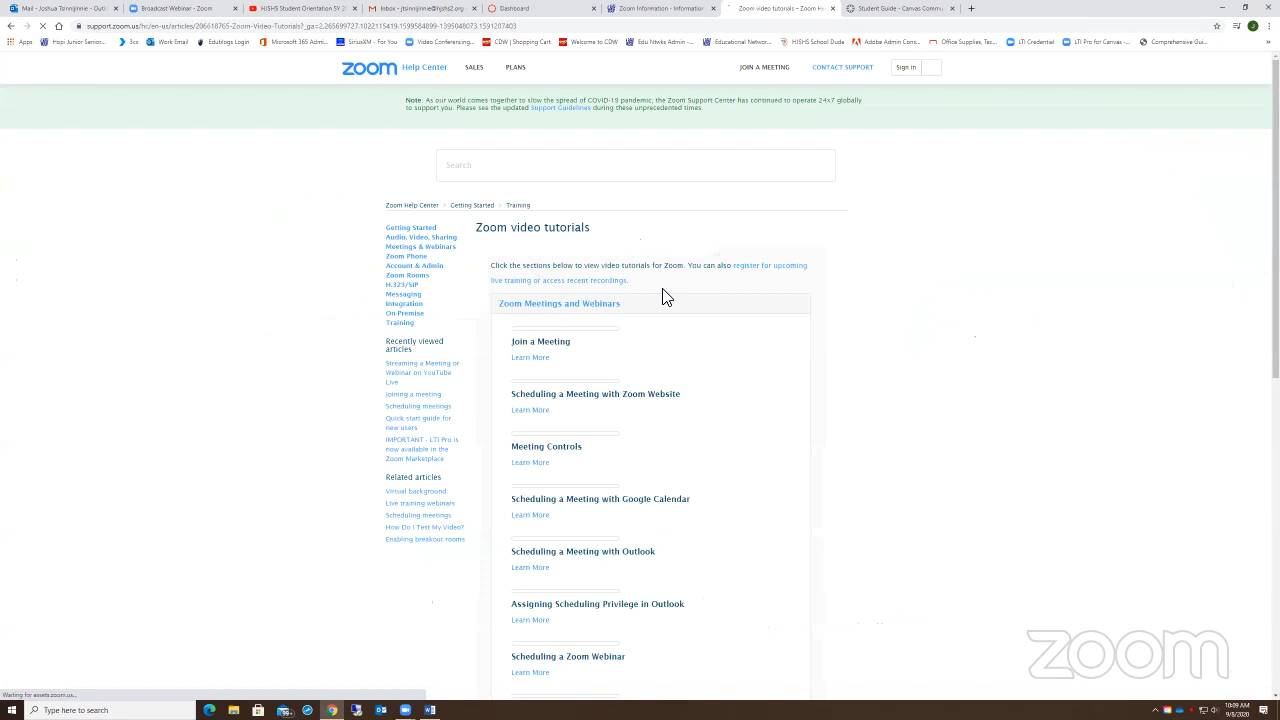 Mail - Joshua Tsinnijinnie - Outl
Broadcast Webinar - Zoom
HJSHS Student Orientation SY 2
Inbox - jtsinnijinnie@hjshs2.org
Dashboard
Zoom Information - Information
Zoom video tutorials – Zoom Hel
Student Guide - Canvas Commu
support.zoom.us/hc/en-us/articles/206618765-Zoom-Video-Tutorials?_ga=2.265699727.1022115419.1599584899-1395048073.1591207403
Apps
Hopi Junior Senior...
3cx
Work Email
Edublogs Login
Microsoft 365 Admi...
SiriusXM - For You
Video Conferencing...
CDW | Shopping Cart
Welcome to CDW
Edu Ntwks Admin -...
Educational Networ...
HJSHS School Dude
Adobe Admin Cons...
Office Supplies, Tec...
LTI Credential
LTI Pro for Canvas -...
Comprehensive Gui...
zoom Help Center SALES PLANS
JOIN A MEETING CONTACT SUPPORT Sign in
Note: As our world comes together to slow the spread of COVID-19 pandemic, the Zoom Support Center has continued to operate 24x7 globally
to support you. Please see the updated Support Guidelines during these unprecedented times.
Search
Zoom Help Center > Getting Started > Training
Getting Started
Audio, Video, Sharing
Meetings & Webinars
Zoom Phone
Account & Admin
Zoom Rooms
H.323/SIP
Messaging
Integration
On-Premise
Training
Recently viewed
articles
Streaming a Meeting or
Webinar on YouTube
Live
Joining a meeting
Scheduling meetings
Quick start guide for
new users
IMPORTANT - LTI Pro is
now available in the
Zoom Marketplace
Related articles
Virtual background
Live training webinars
Scheduling meetings
How Do I Test My Video?
Enabling breakout rooms
Zoom video tutorials
Click the sections below to view video tutorials for Zoom. You can also register for upcoming
live training or access recent recordings.
Zoom Meetings and Webinars
Join a Meeting
Learn More
Scheduling a Meeting with Zoom Website
Learn More
Meeting Controls
Learn More
Scheduling a Meeting with Google Calendar
Learn More
Scheduling a Meeting with Outlook
Learn More
Assigning Scheduling Privilege in Outlook
Learn More
Scheduling a Zoom Webinar
Learn More
zoom
Waiting for assets.zoom.us...
Type here to search
10:09 AM
9/8/2020